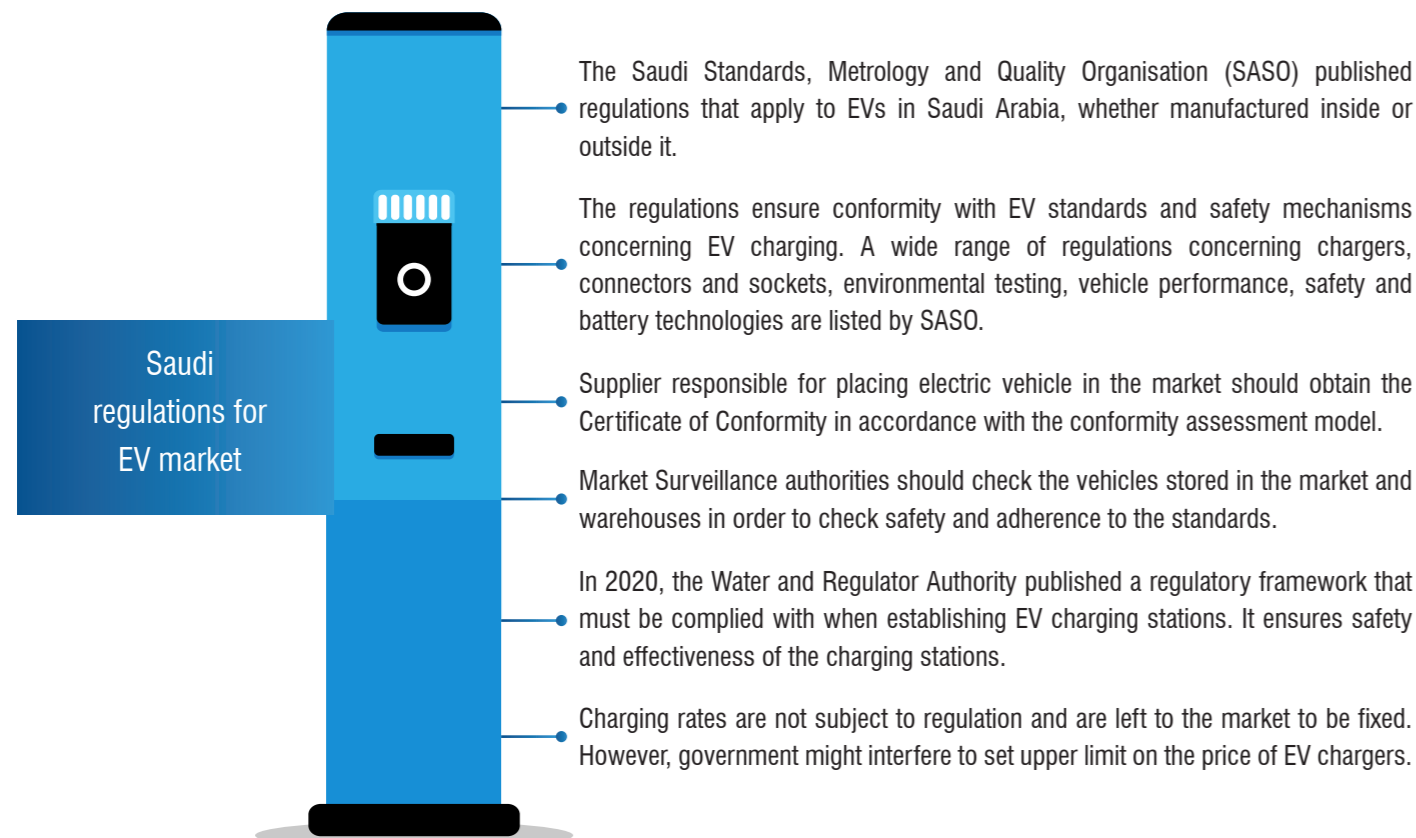 Saudi
regulations for
EV market
The Saudi Standards, Metrology and Quality Organisation (SASO) published
regulations that apply to EVs in Saudi Arabia, whether manufactured inside or
outside it.
The regulations ensure conformity with EV standards and safety mechanisms
concerning EV charging. A wide range of regulations concerning chargers,
connectors and sockets, environmental testing, vehicle performance, safety and
battery technologies are listed by SASO.
Supplier responsible for placing electric vehicle in the market should obtain the
Certificate of Conformity in accordance with the conformity assessment model.
Market Surveillance authorities should check the vehicles stored in the market and
warehouses in order to check safety and adherence to the standards.
In 2020, the Water and Regulator Authority published a regulatory framework that
must be complied with when establishing EV charging stations. It ensures safety
and effectiveness of the charging stations.
Charging rates are not subject to regulation and are left to the market to be fixed.
However, government might interfere to set upper limit on the price of EV chargers.